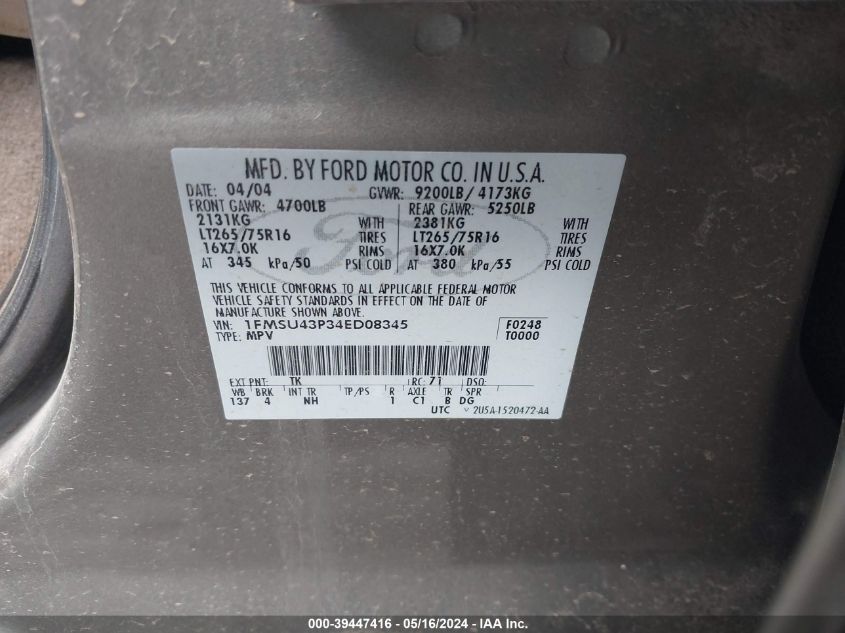 MFD. BY FORD MOTOR CO. IN U.S.A.
DATE: 04/04 GVWR: 9200LB/ 4173KG
FRONT GAWR: 4700LB REAR GAWR: 5250LB
2131KG WITH 2381KG WITH
LT265/75R16 TIRES LT265/75R16 TIRES
16X7.0K RIMS 16X7.0K RIMS
AT 345 kPa/50 PSI COLD AT 380 kPa/55 PSI COLD
Ford
THIS VEHICLE CONFORMS TO ALL APPLICABLE FEDERAL MOTOR
VEHICLE SAFETY STANDARDS IN EFFECT ON THE DATE OF
MANUFACTURE SHOWN ABOVE.
VIN: 1FMSU43P34ED08345 F0248
TYPE: MPV T0000
EXT PNT: TK RC: 71 DSO:
WB BRK INT TR TP/PS R AXLE TR SPR
137 4 NH 1 C1 B DG
UTC V 2U5A-1520472-AA
000-39447416 - 05/16/2024 - IAA Inc.